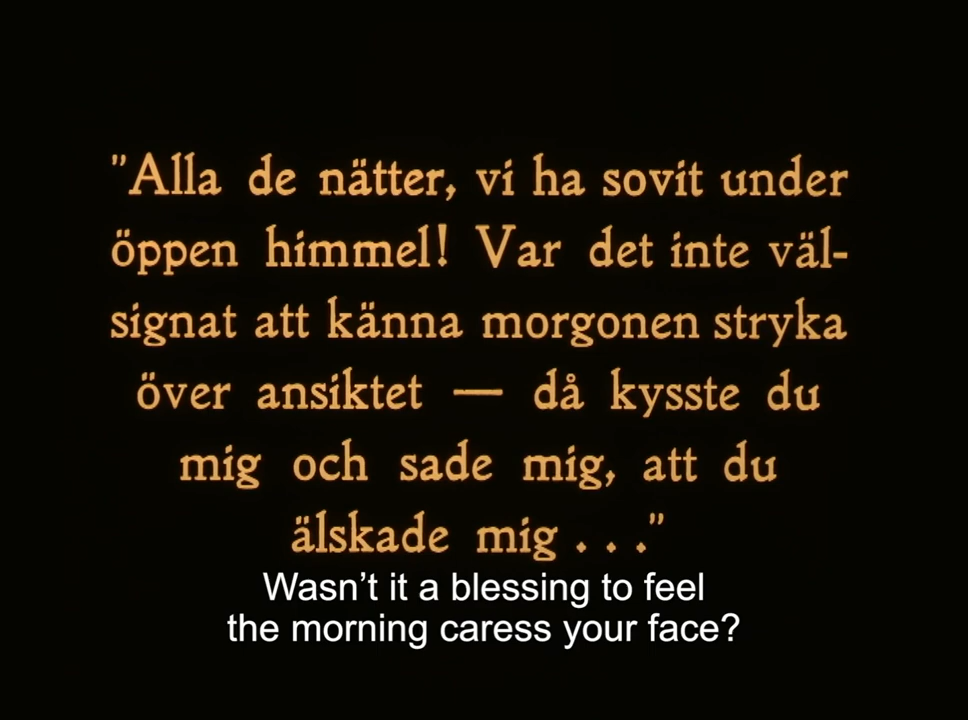 "Alla de nätter, vi ha sovit under
öppen himmel! Var det inte väl-
signat att känna morgonen stryka
över ansiktet — då kysste du
mig och sade mig, att du
älskade mig . . ."
Wasn't it a blessing to feel
the morning caress your face?